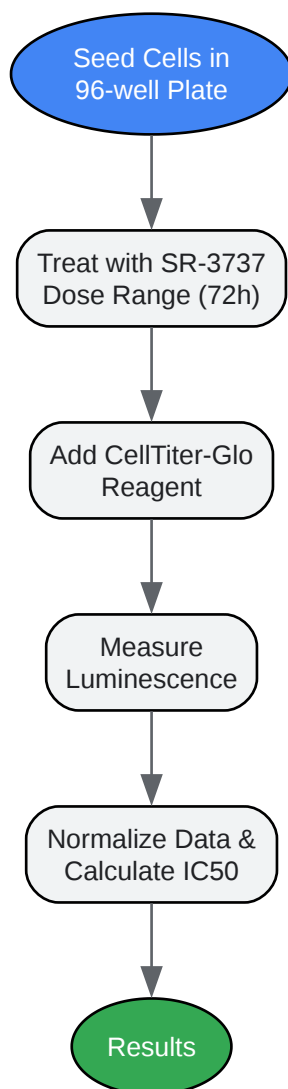 Seed Cells in
96-well Plate
Treat with SR-3737
Dose Range (72h)
Add CellTiter-Glo
Reagent
Measure
Luminescence
Normalize Data &
Calculate IC50
Results